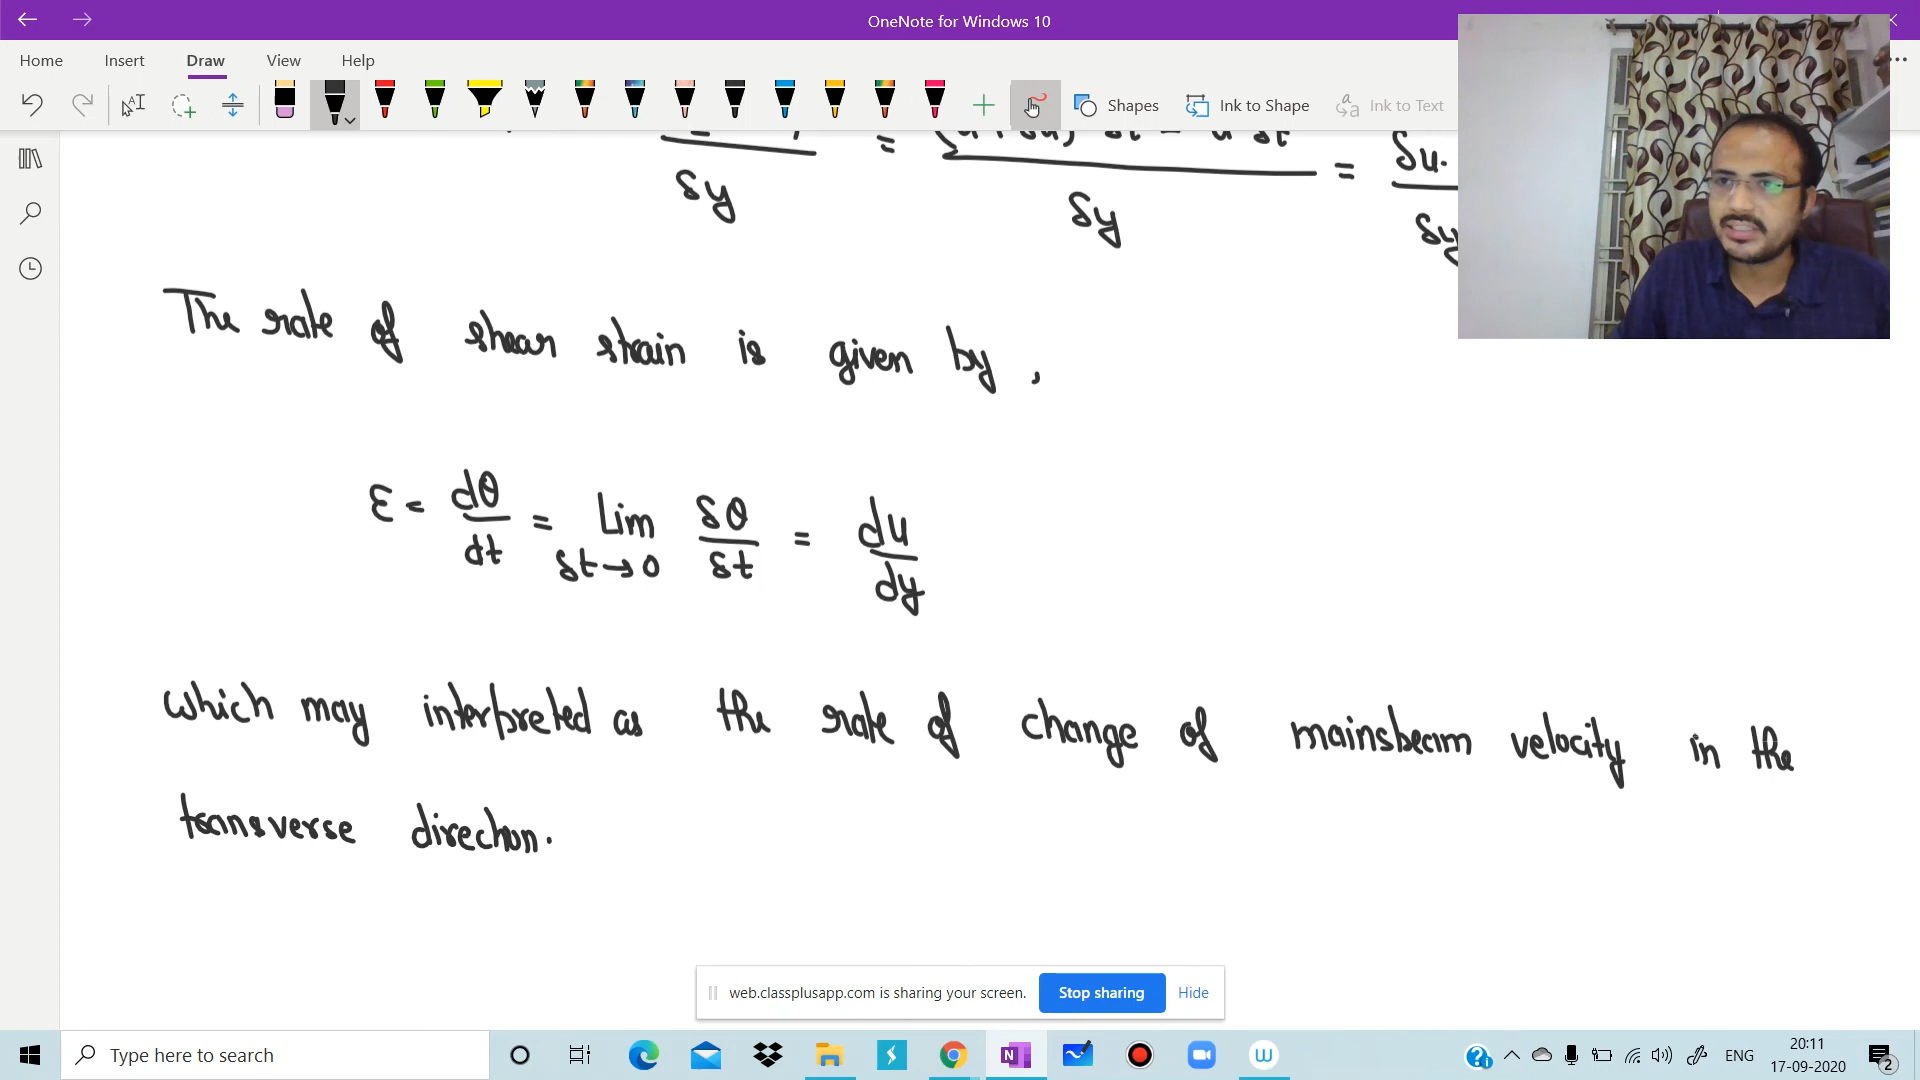 OneNote for Windows 10
Home Insert Draw View Help
Shapes Ink to Shape Ink to Text
δy = δy = δu.
δy
The rate of shear strain is given by,
ε = dθ/dt = Lim δt→0 δθ/δt = du/dy
which may interpreted as the rate of change of mainsbeam velocity in the
transverse direction.
web.classplusapp.com is sharing your screen. Stop sharing Hide
Type here to search
ENG
20:11
17-09-2020
2